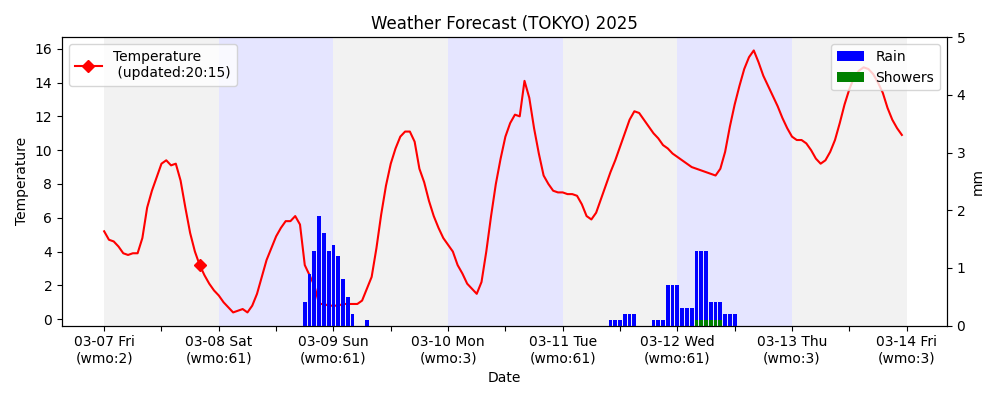 Weather Forecast (TOKYO) 2025
Temperature
(updated:20:15)
Rain
Showers
16
14
12
10
8
6
4
2
0
Temperature
5
4
3
2
1
0
mm
03-07 Fri
(wmo:2)
03-08 Sat
(wmo:61)
03-09 Sun
(wmo:61)
03-10 Mon
(wmo:3)
03-11 Tue
(wmo:61)
03-12 Wed
(wmo:61)
03-13 Thu
(wmo:3)
03-14 Fri
(wmo:3)
Date